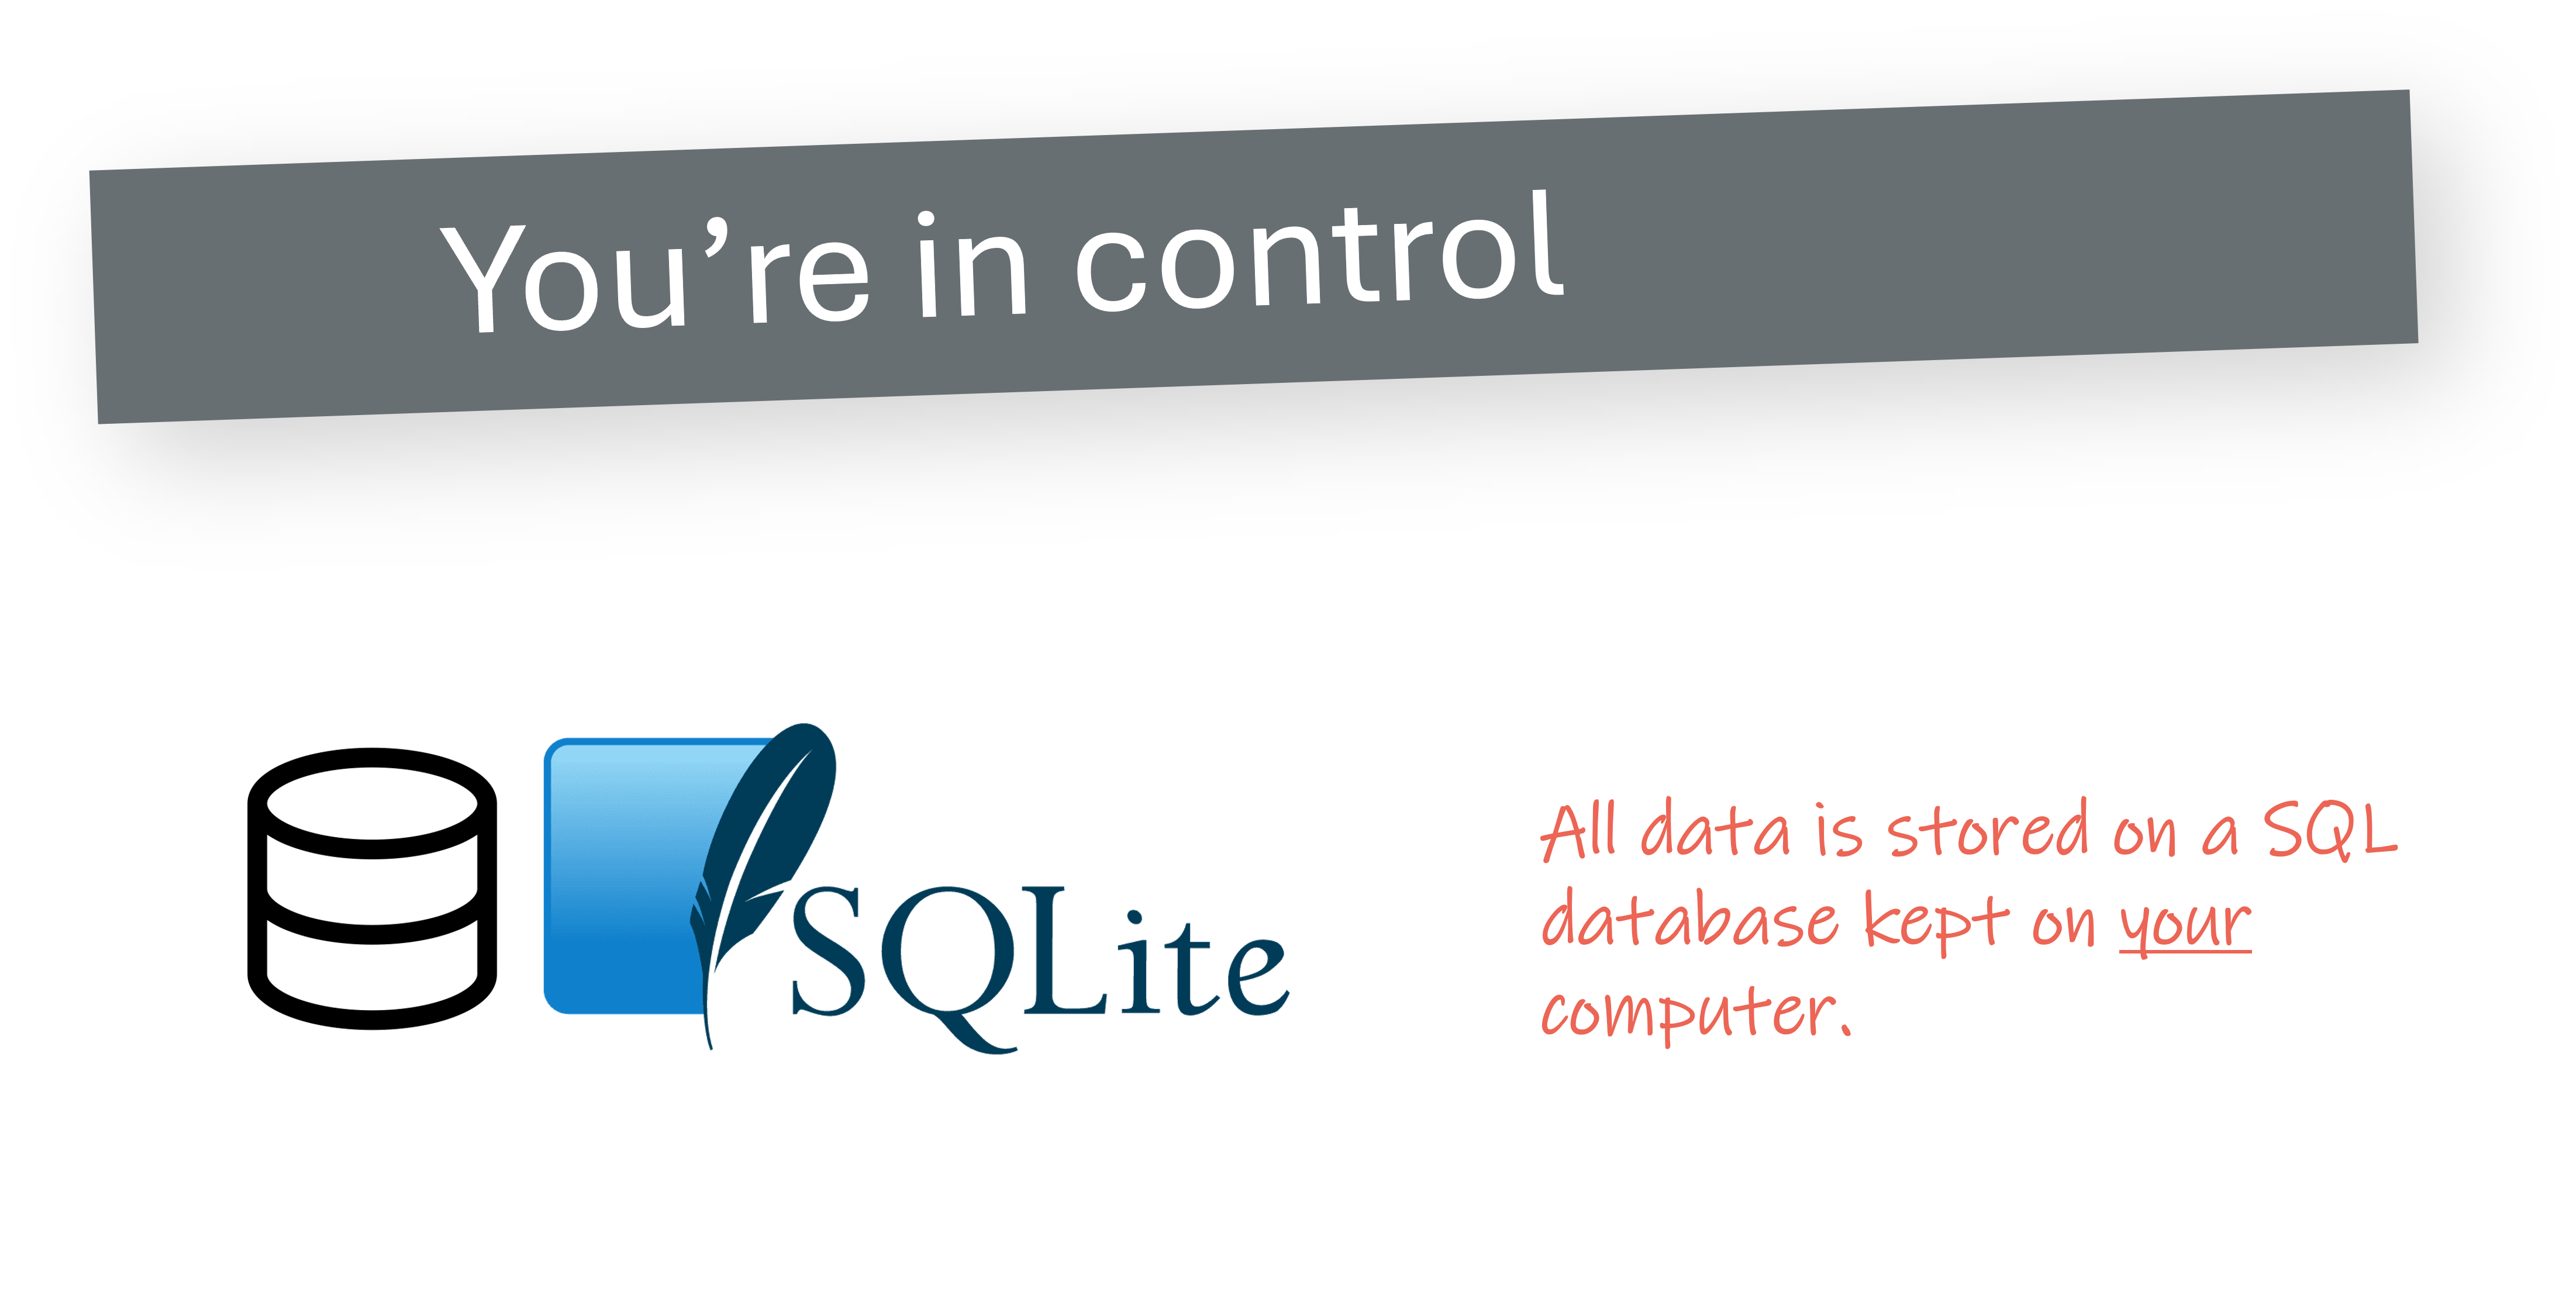 You’re in control
SQLite
All data is stored on a SQL
database kept on your
computer.